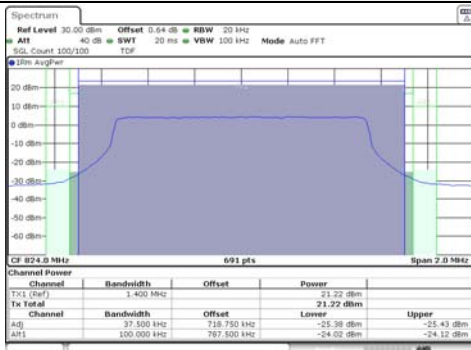 Spectrum
Ref Level 30.00 dBm Offset 0.64 dB RBW 20 kHz
Att 40 dB SWT 20 ms VBW 100 kHz Mode Auto FFT
SGL Count 100/100 TDF
1Rm AvgPwr
20 dBm
10 dBm
0 dBm
-10 dBm
-20 dBm
-30 dBm
-40 dBm
-50 dBm
-60 dBm
CF 824.0 MHz 691 pts Span 2.0 MHz
Channel Power
Channel Bandwidth Offset Power
TX1 (Ref) 1.400 MHz 21.22 dBm
Tx Total 21.22 dBm
Channel Bandwidth Offset Lower Upper
Adj 37.500 kHz 718.750 kHz -25.38 dBm -25.43 dBm
Alt1 100.000 kHz 787.500 kHz -24.02 dBm -24.12 dBm